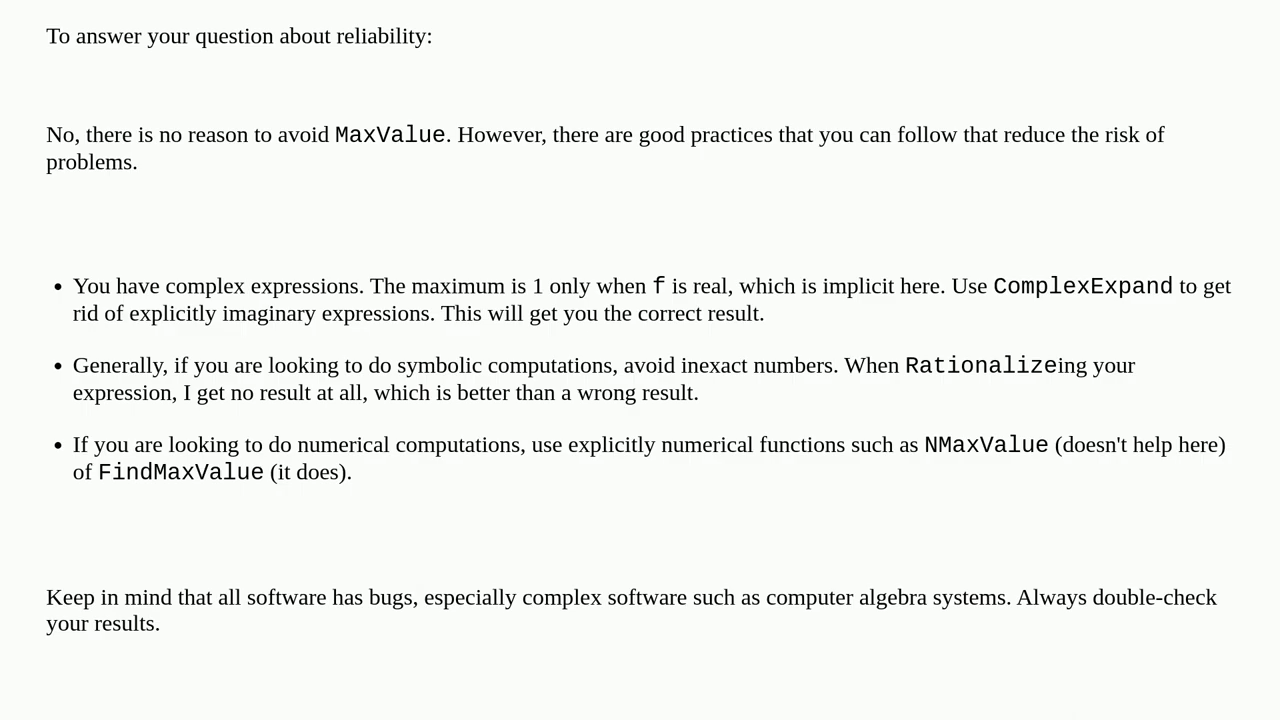 To answer your question about reliability:
No, there is no reason to avoid MaxValue. However, there are good practices that you can follow that reduce the risk of
problems.
• You have complex expressions. The maximum is 1 only when f is real, which is implicit here. Use ComplexExpand to get
rid of explicitly imaginary expressions. This will get you the correct result.
• Generally, if you are looking to do symbolic computations, avoid inexact numbers. When Rationalizeing your
expression, I get no result at all, which is better than a wrong result.
• If you are looking to do numerical computations, use explicitly numerical functions such as NMaxValue (doesn't help here)
of FindMaxValue (it does).
Keep in mind that all software has bugs, especially complex software such as computer algebra systems. Always double-check
your results.